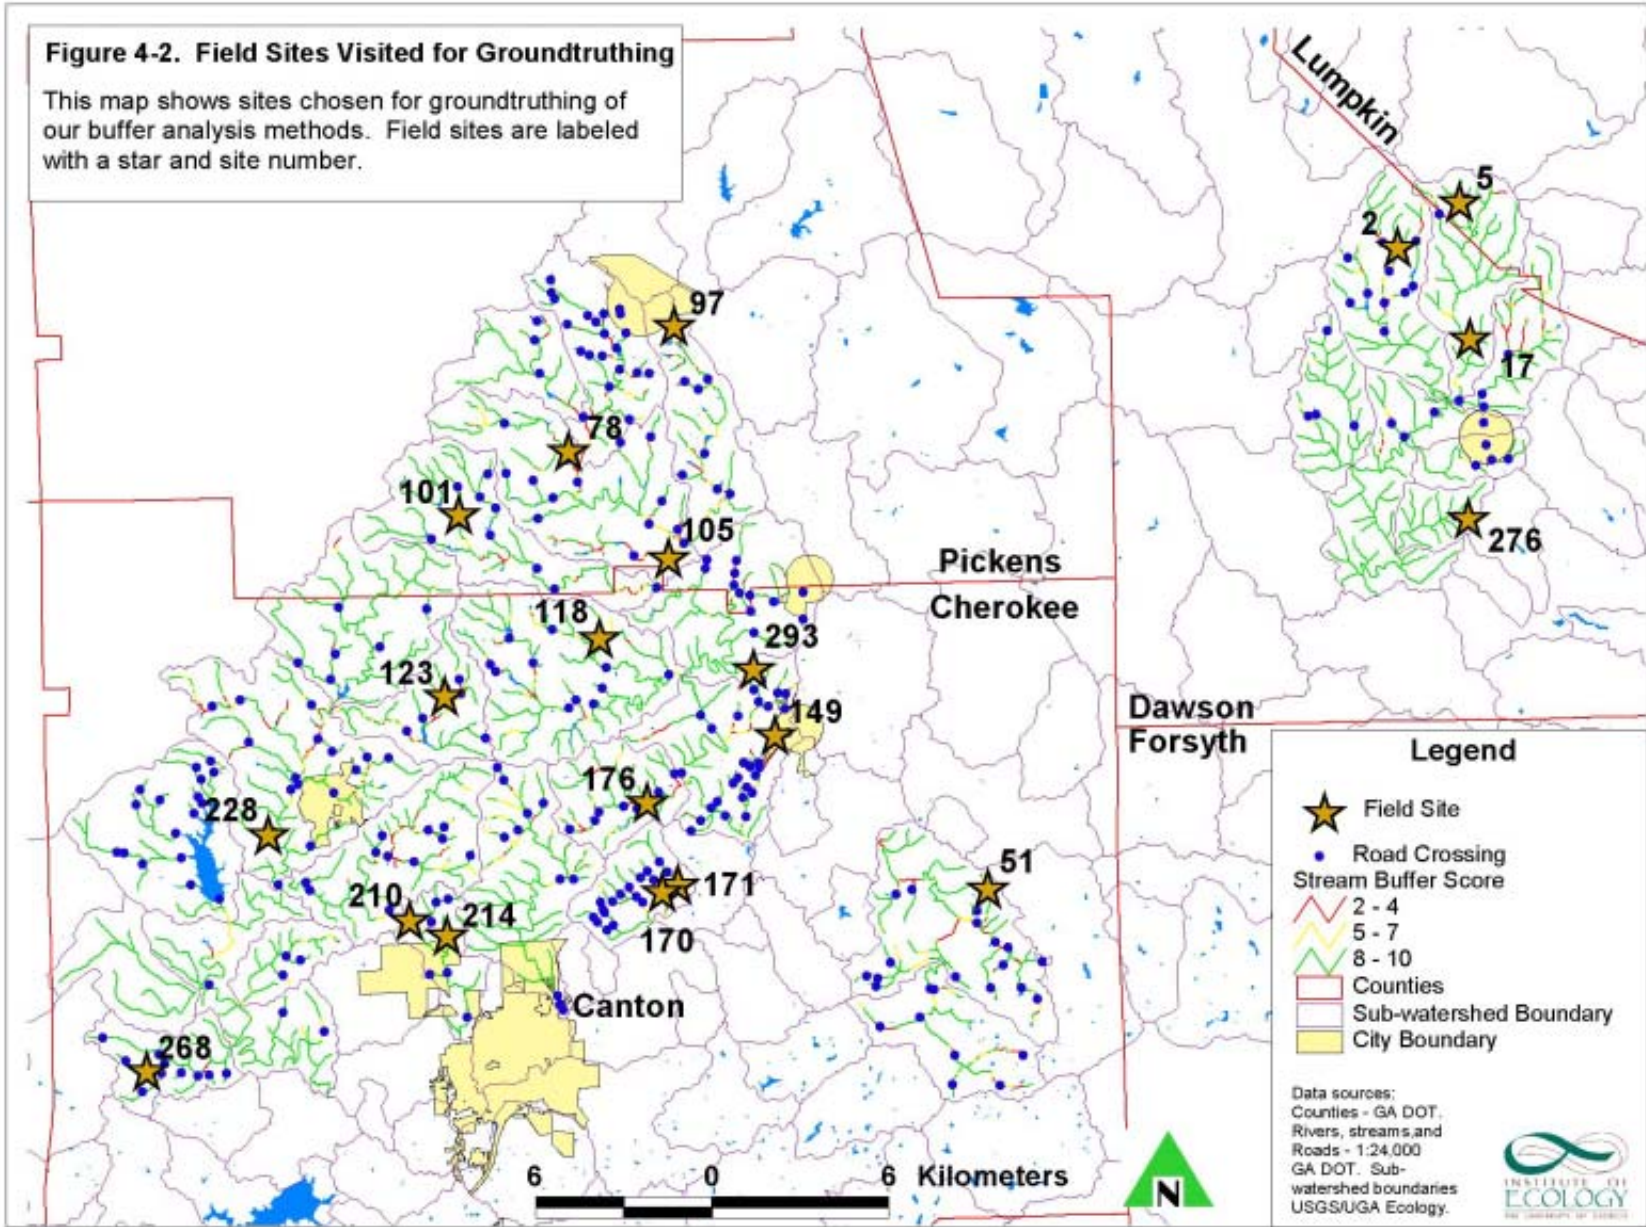 Figure 4-2. Field Sites Visited for Groundtruthing
This map shows sites chosen for groundtruthing of
our buffer analysis methods. Field sites are labeled
with a star and site number.
Lumpkin
5
2
97
17
78
101
105
276
Pickens
Cherokee
118
293
123
149
Dawson
Forsyth
176
228
51
171
210
214
170
Canton
268
6 0 6 Kilometers
N
Legend
Field Site
Road Crossing
Stream Buffer Score
2 - 4
5 - 7
8 - 10
Counties
Sub-watershed Boundary
City Boundary
Data sources:
Counties - GA DOT.
Rivers, streams,and
Roads - 1:24,000
GA DOT. Sub-
watershed boundaries
USGS/UGA Ecology.
INSTITUTE OF
ECOLOGY